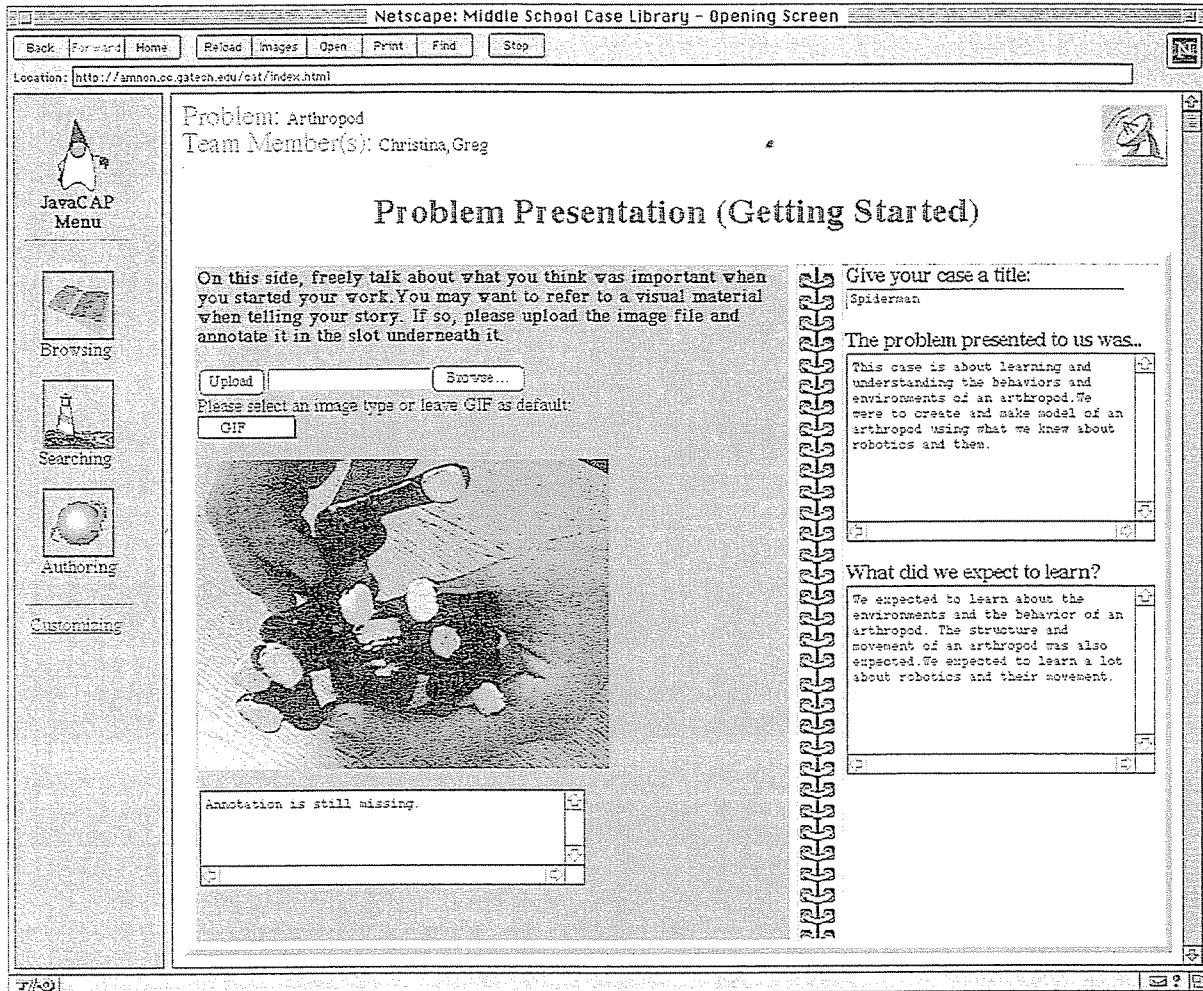 Netscape: Middle School Case Library - Opening Screen
Back Forward Home Reload Images Open Print Find Stop
N
Location: http://amnon.cc.gatech.edu/cat/index.html
JavaCAP
Menu
Browsing
Searching
Authoring
Customizing
Problem: Arthropod
Team Member(s): Christina,Greg
Problem Presentation (Getting Started)
On this side, freely talk about what you think was important when
you started your work.You may want to refer to a visual material
when telling your story. If so, please upload the image file and
annotate it in the slot underneath it.
Upload Browse...
Please select an image type or leave GIF as default:
GIF
Annotation is still missing.
Give your case a title:
Spiderman
The problem presented to us was...
This case is about learning and
understanding the behaviors and
environments of an arthropod.We
were to create and make model of an
arthropod using what we knew about
robotics and them.
What did we expect to learn?
We expected to learn about the
environments and the behavior of an
arthropod. The structure and
movement of an arthropod was also
expected.We expected to learn a lot
about robotics and their movement.
?